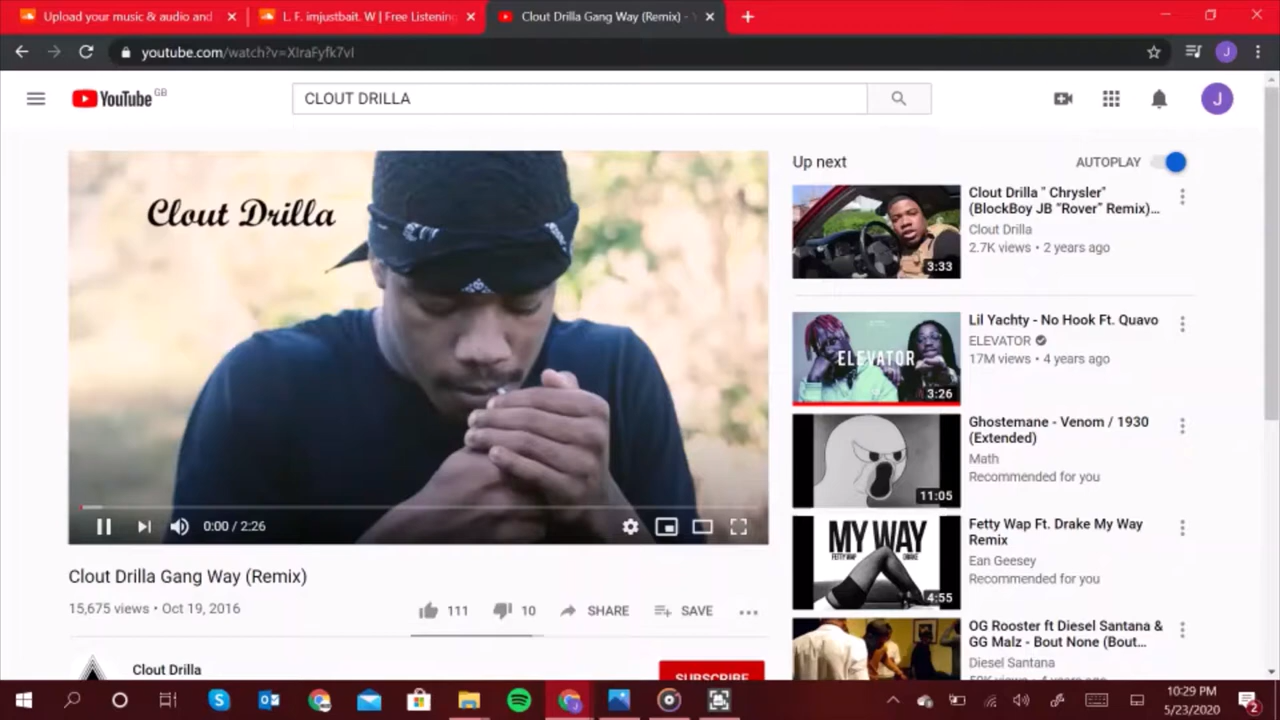 Upload your music & audio and
L. F. imjustbait. W | Free Listening
Clout Drilla Gang Way (Remix) -
youtube.com/watch?v=XIraFyfk7vI
J
YouTube GB
CLOUT DRILLA
J
Clout Drilla
0:00 / 2:26
Clout Drilla Gang Way (Remix)
15,675 views • Oct 19, 2016
111
10
SHARE
SAVE
Clout Drilla
SUBSCRIBE
Up next
AUTOPLAY
3:33
Clout Drilla " Chrysler"
(BlockBoy JB "Rover" Remix)...
Clout Drilla
2.7K views • 2 years ago
ELEVATOR
3:26
Lil Yachty - No Hook Ft. Quavo
ELEVATOR
17M views • 4 years ago
11:05
Ghostemane - Venom / 1930
(Extended)
Math
Recommended for you
MY WAY
FETTY WAP DRAKE
4:55
Fetty Wap Ft. Drake My Way
Remix
Ean Geesey
Recommended for you
OG Rooster ft Diesel Santana &
GG Malz - Bout None (Bout...
Diesel Santana
10:29 PM
5/23/2020
2